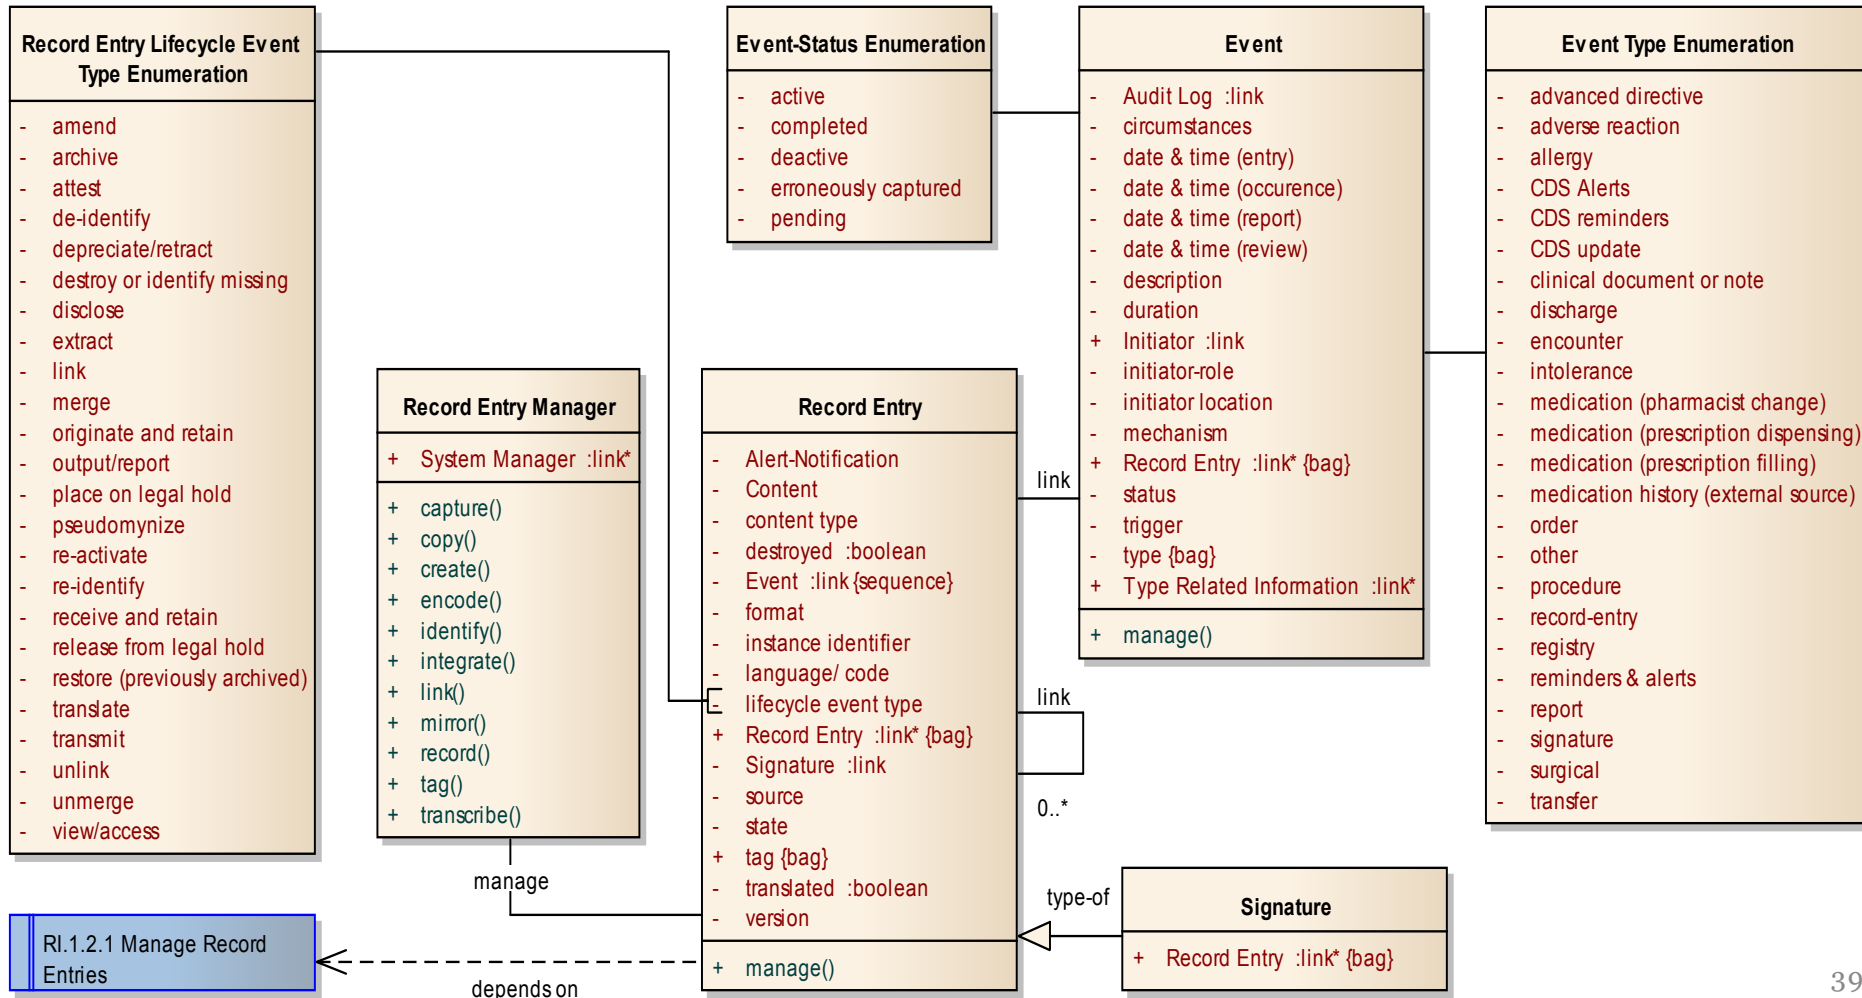 Record Entry Lifecycle Event
Type Enumeration
- amend
- archive
- attest
- de-identify
- depreciate/retract
- destroy or identify missing
- disclose
- extract
- link
- merge
- originate and retain
- output/report
- place on legal hold
- pseudomynize
- re-activate
- re-identify
- receive and retain
- release from legal hold
- restore (previously archived)
- translate
- transmit
- unlink
- unmerge
- view/access
Event-Status Enumeration
- active
- completed
- deactive
- erroneously captured
- pending
Event
- Audit Log :link
- circumstances
- date & time (entry)
- date & time (occurence)
- date & time (report)
- date & time (review)
- description
- duration
+ Initiator :link
- initiator-role
- initiator location
- mechanism
+ Record Entry :link* {bag}
- status
- trigger
- type {bag}
+ Type Related Information :link*
+ manage()
Event Type Enumeration
- advanced directive
- adverse reaction
- allergy
- CDS Alerts
- CDS reminders
- CDS update
- clinical document or note
- discharge
- encounter
- intolerance
- medication (pharmacist change)
- medication (prescription dispensing)
- medication (prescription filling)
- medication history (external source)
- order
- other
- procedure
- record-entry
- registry
- reminders & alerts
- report
- signature
- surgical
- transfer
Record Entry Manager
+ System Manager :link*
+ capture()
+ copy()
+ create()
+ encode()
+ identify()
+ integrate()
+ link()
+ mirror()
+ record()
+ tag()
+ transcribe()
manage
Record Entry
- Alert-Notification
- Content
- content type
- destroyed :boolean
- Event :link {sequence}
- format
- instance identifier
- language/ code
- lifecycle event type
+ Record Entry :link* {bag}
- Signature :link
- source
- state
+ tag {bag}
- translated :boolean
- version
+ manage()
link
link
0..*
type-of
Signature
+ Record Entry :link* {bag}
RI.1.2.1 Manage Record
Entries
depends on
39